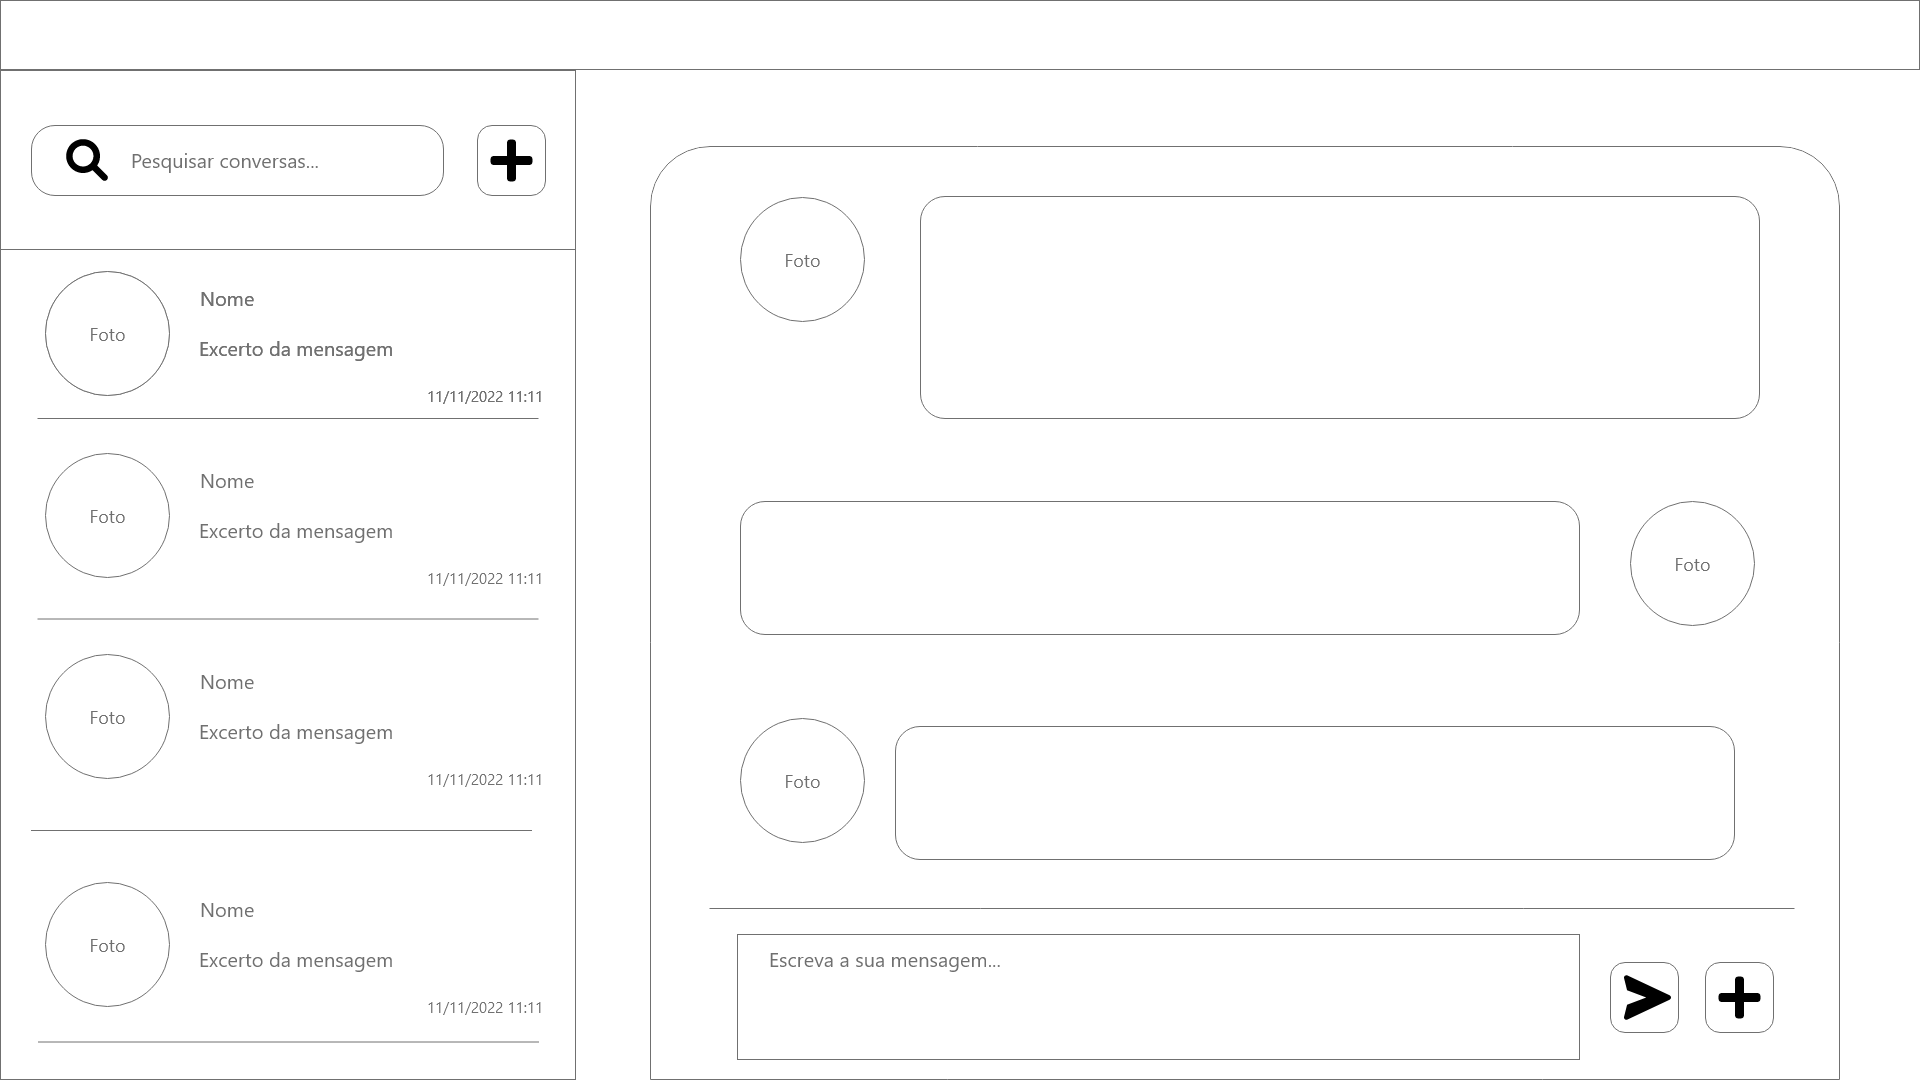 Pesquisar conversas...
Foto
Nome
Excerto da mensagem
11/11/2022 11:11
Foto
Nome
Excerto da mensagem
11/11/2022 11:11
Foto
Nome
Excerto da mensagem
11/11/2022 11:11
Foto
Nome
Excerto da mensagem
11/11/2022 11:11
Foto
Foto
Foto
Escreva a sua mensagem...